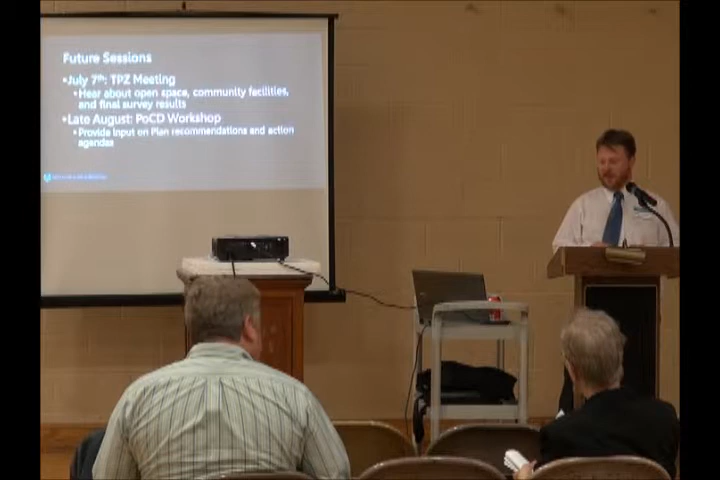 Future Sessions
•July 7th: TPZ Meeting
•Hear about open space, community facilities,
and final survey results
•Late August: PoCD Workshop
•Provide input on Plan recommendations and action
agendas